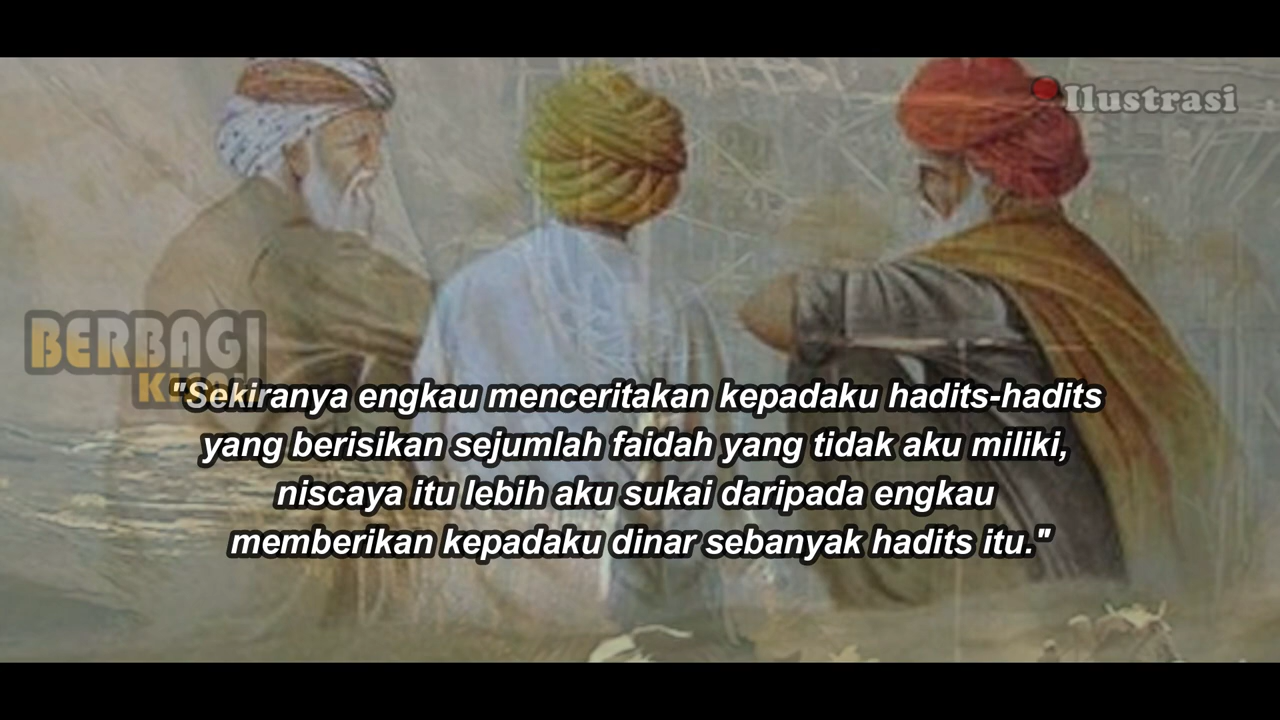 Ilustrasi
BERBAGI
"Sekiranya engkau menceritakan kepadaku hadits-hadits
yang berisikan sejumlah faidah yang tidak aku miliki,
niscaya itu lebih aku sukai daripada engkau
memberikan kepadaku dinar sebanyak hadits itu."